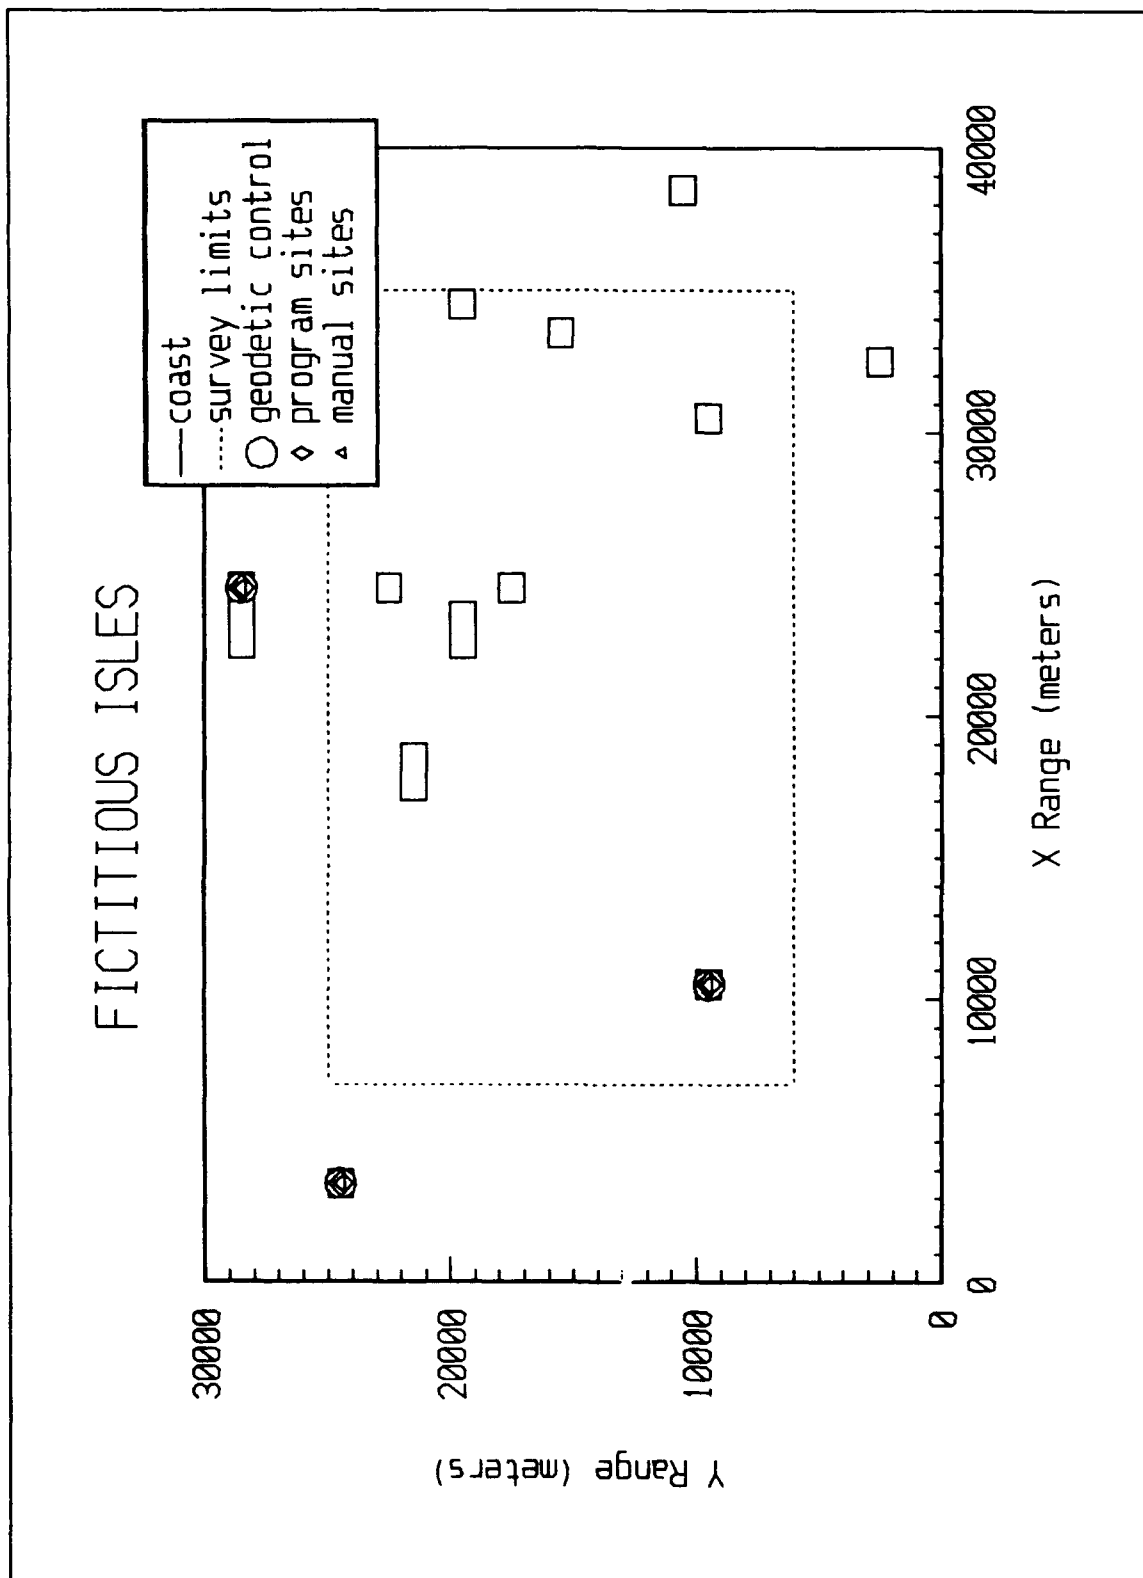 FICTITIOUS ISLES
coast
survey limits
geodetic control
program sites
manual sites
30000
20000
10000
0
Y Range (meters)
0
10000
20000
30000
40000
X Range (meters)